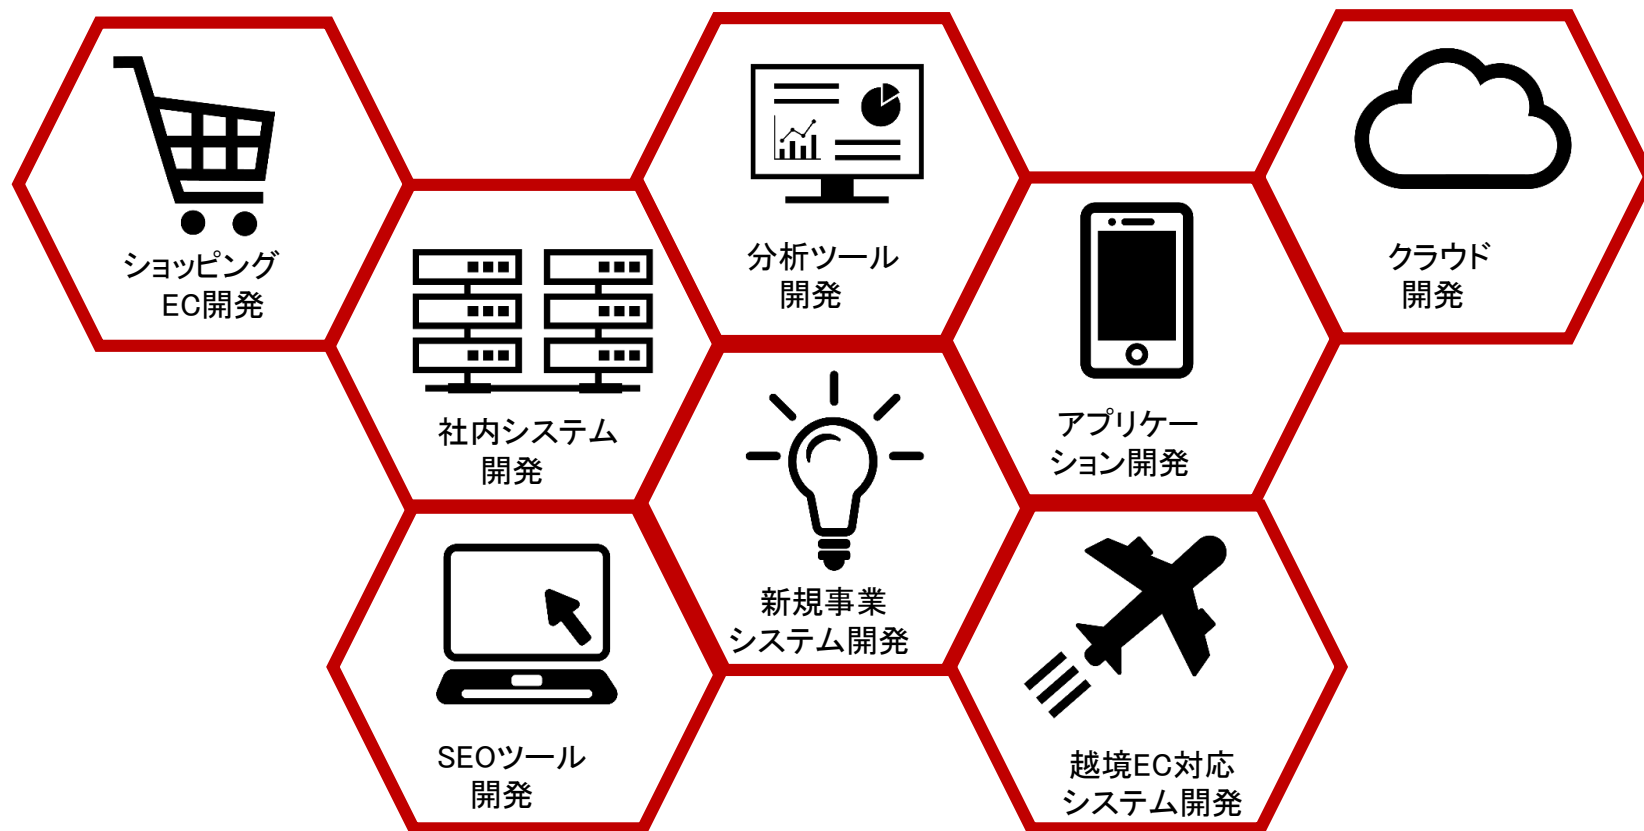 ショッピング
EC開発
社内システム
開発
分析ツール
開発
アプリケー
ション開発
クラウド
開発
SEOツール
開発
新規事業
システム開発
越境EC対応
システム開発